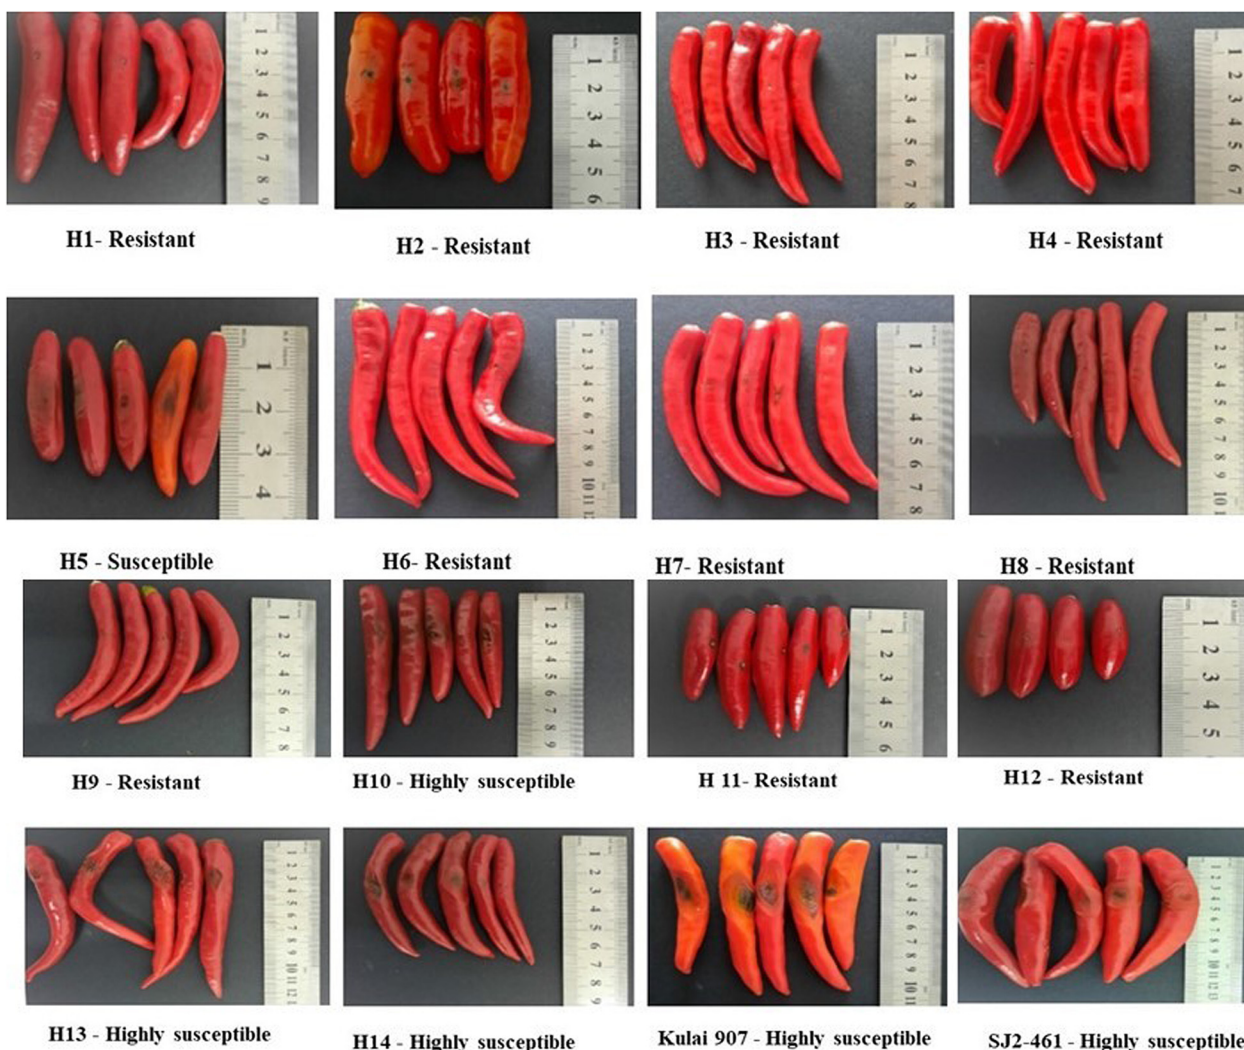 H1- Resistant
H2 - Resistant
H3 - Resistant
H4 - Resistant
H5 - Susceptible
H6- Resistant
H7- Resistant
H8 - Resistant
H9 - Resistant
H10 - Highly susceptible
H 11- Resistant
H12 - Resistant
H13 - Highly susceptible
H14 - Highly susceptible
Kulai 907 - Highly susceptible
SJ2-461 - Highly susceptible